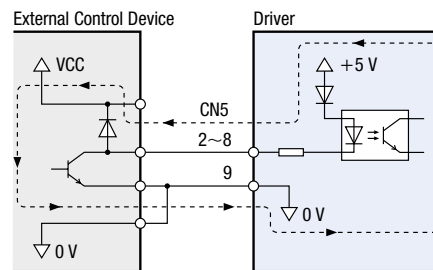 External Control Device
Driver
VCC
+5 V
CN5
2~8
9
0 V
0 V